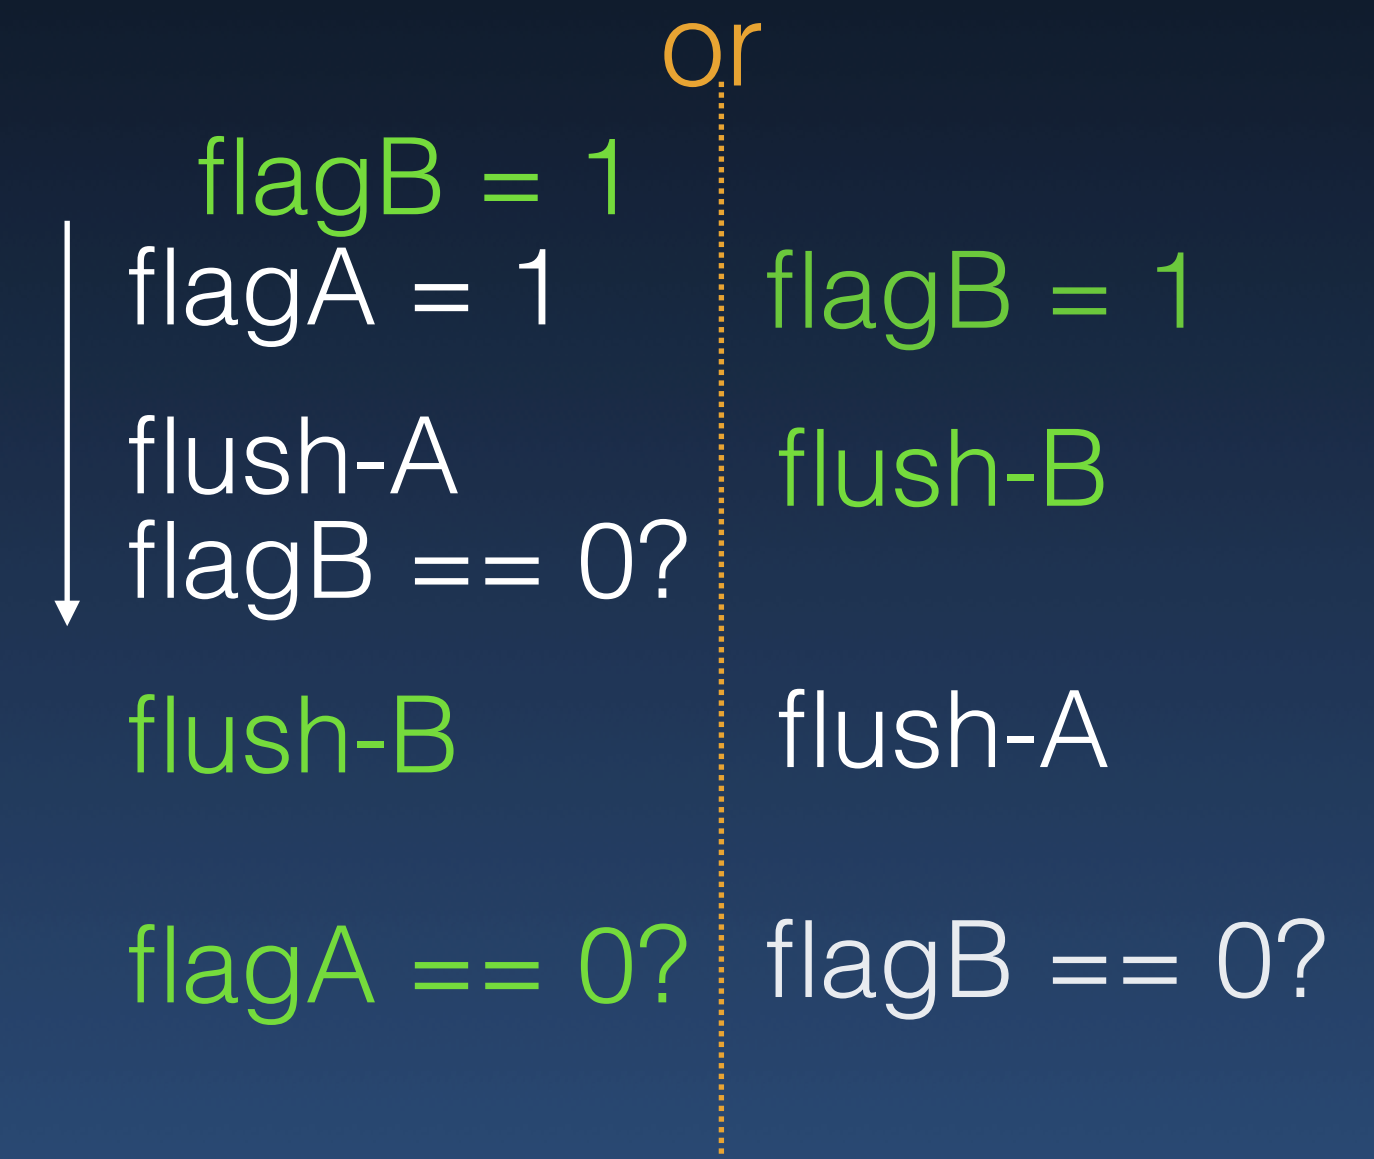 or
flagB = 1
flagA = 1
flush-A
flagB == 0?
flush-B
flagA == 0?
flagB = 1
flush-B
flush-A
flagB == 0?